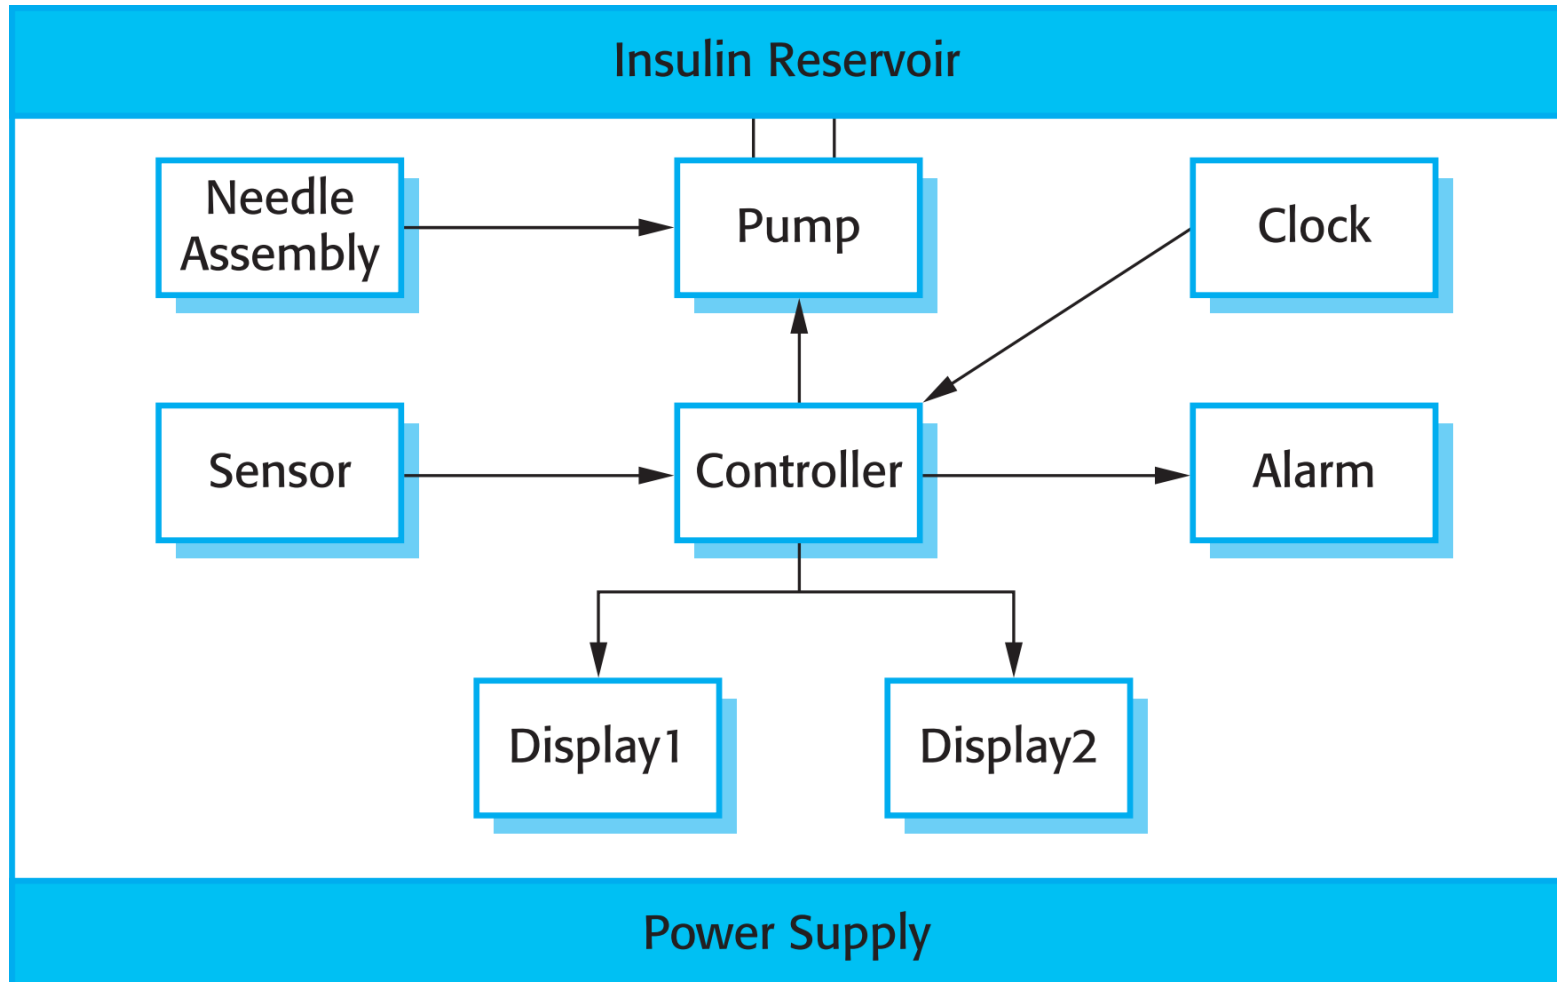 Insulin Reservoir
Needle
Assembly
Pump
Clock
Sensor
Controller
Alarm
Display1
Display2
Power Supply